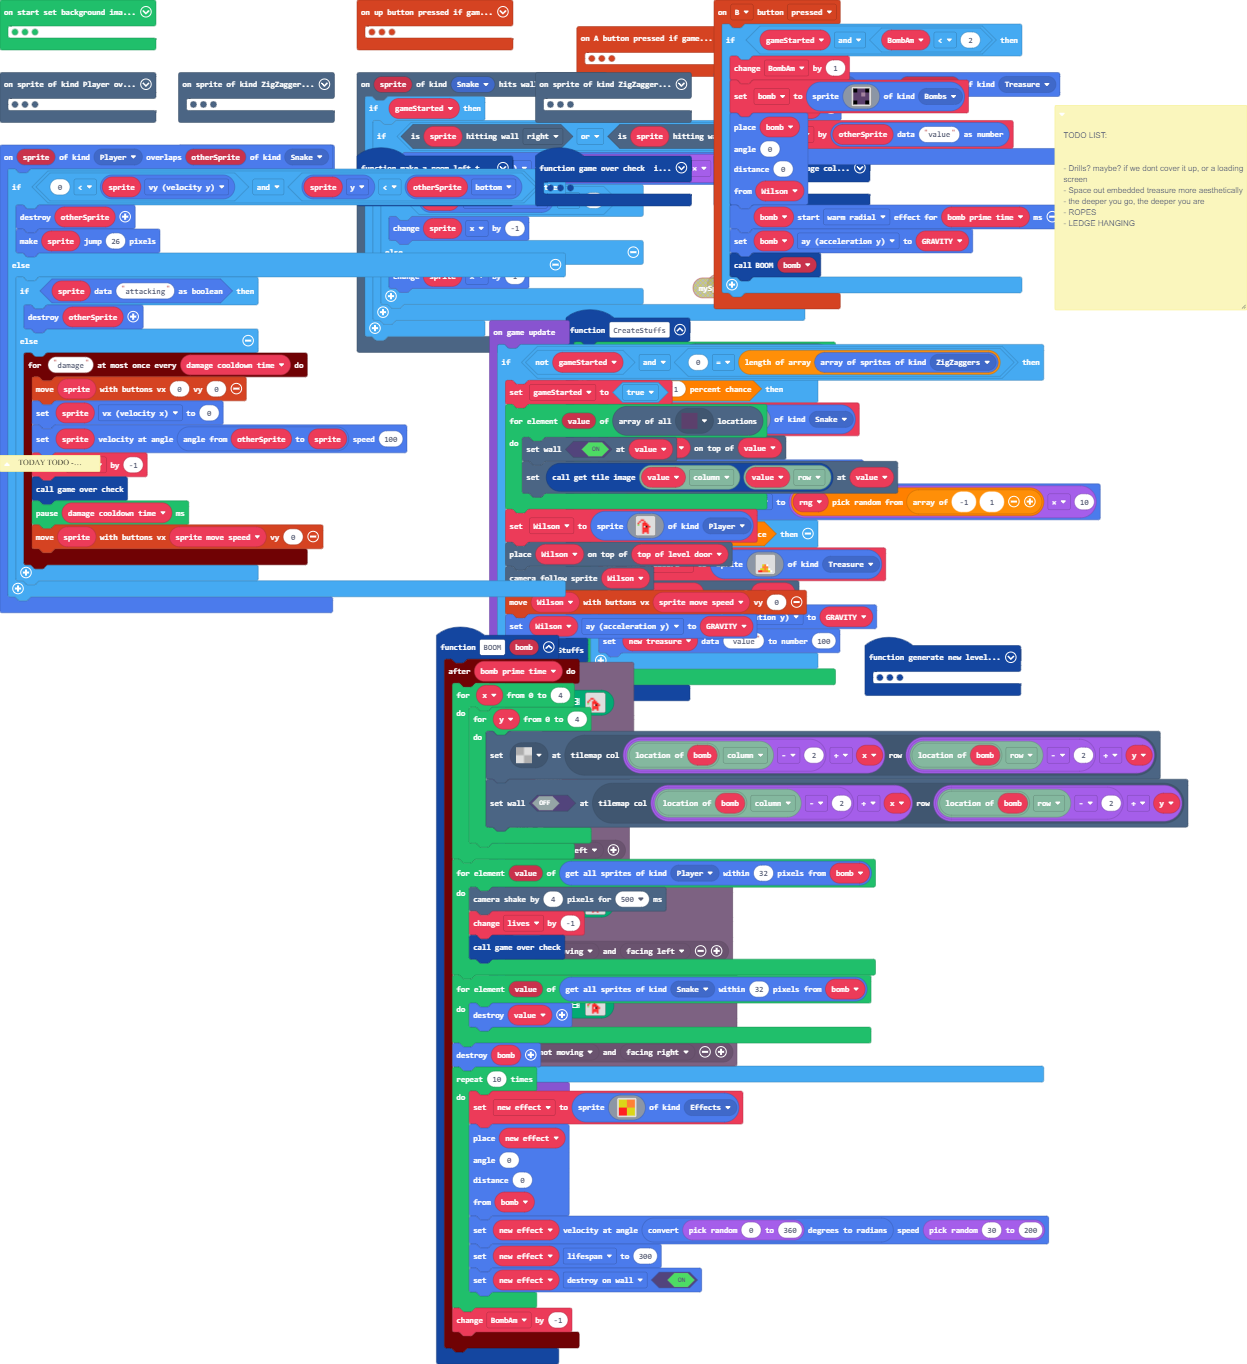 on start set background ima...
on up button pressed if gam...
on A button pressed if game...
on B button pressed
if gameStarted and BombAm < 2 then
change BombAm by 1
set bomb to sprite of kind Bombs
f kind Treasure
place bomb
by otherSprite data "value" as number
angle 0
distance 0
from Wilson
bomb start warm radial effect for bomb prime time ms
set bomb ay (acceleration y) to GRAVITY
call BOOM bomb
TODO LIST:
- Drills? maybe? if we dont cover it up, or a loading
screen
- Space out embedded treasure more aesthetically
- the deeper you go, the deeper you are
- ROPES
- LEDGE HANGING
on sprite of kind Player ov...
on sprite of kind ZigZagger...
on sprite of kind Snake hits wal
on sprite of kind ZigZagger...
if gameStarted then
if is sprite hitting wall right or is sprite hitting w
function game over check i...
change sprite x by -1
else
on sprite of kind Player overlaps otherSprite of kind Snake
if 0 < sprite vy (velocity y) and sprite y < otherSprite bottom
destroy otherSprite
make sprite jump 26 pixels
else
if sprite data "attacking" as boolean then
destroy otherSprite
else
for "damage" at most once every damage cooldown time do
move sprite with buttons vx 0 vy 0
set sprite vx (velocity x) to 0
set sprite velocity at angle angle from otherSprite to sprite speed 100
TODAY TODO -...
by -1
call game over check
pause damage cooldown time ms
move sprite with buttons vx sprite move speed vy 0
on game update
function CreateStuffs
if not gameStarted and 0 = length of array array of sprites of kind ZigZaggers then
set gameStarted to true
1 percent chance then
for element value of array of all locations
of kind Snake
do set wall ON at value
on top of value
set call get tile image value column value row at value
to rng pick random from array of -1 1 × 10
set Wilson to sprite of kind Player
ce then
place Wilson on top of top of level door
ite of kind Treasure
camera follow sprite Wilson
move Wilson with buttons vx sprite move speed vy 0
set Wilson ay (acceleration y) to GRAVITY
tion y) to GRAVITY
set new treasure data "value" to number 100
function generate new level...
function BOOM bomb
tuffs
after bomb prime time do
for x from 0 to 4
do for y from 0 to 4
do
set at tilemap col location of bomb column - 2 + x row location of bomb row - 2 + y
set wall OFF at tilemap col location of bomb column - 2 + x row location of bomb row - 2 + y
eft
for element value of get all sprites of kind Player within 32 pixels from bomb
do camera shake by 4 pixels for 500 ms
change lives by -1
call game over check
ving and facing left
for element value of get all sprites of kind Snake within 32 pixels from bomb
do destroy value
destroy bomb
not moving and facing right
repeat 10 times
do set new effect to sprite of kind Effects
place new effect
angle 0
distance 0
from bomb
set new effect velocity at angle convert pick random 0 to 360 degrees to radians speed pick random 30 to 200
set new effect lifespan to 300
set new effect destroy on wall ON
change BombAm by -1